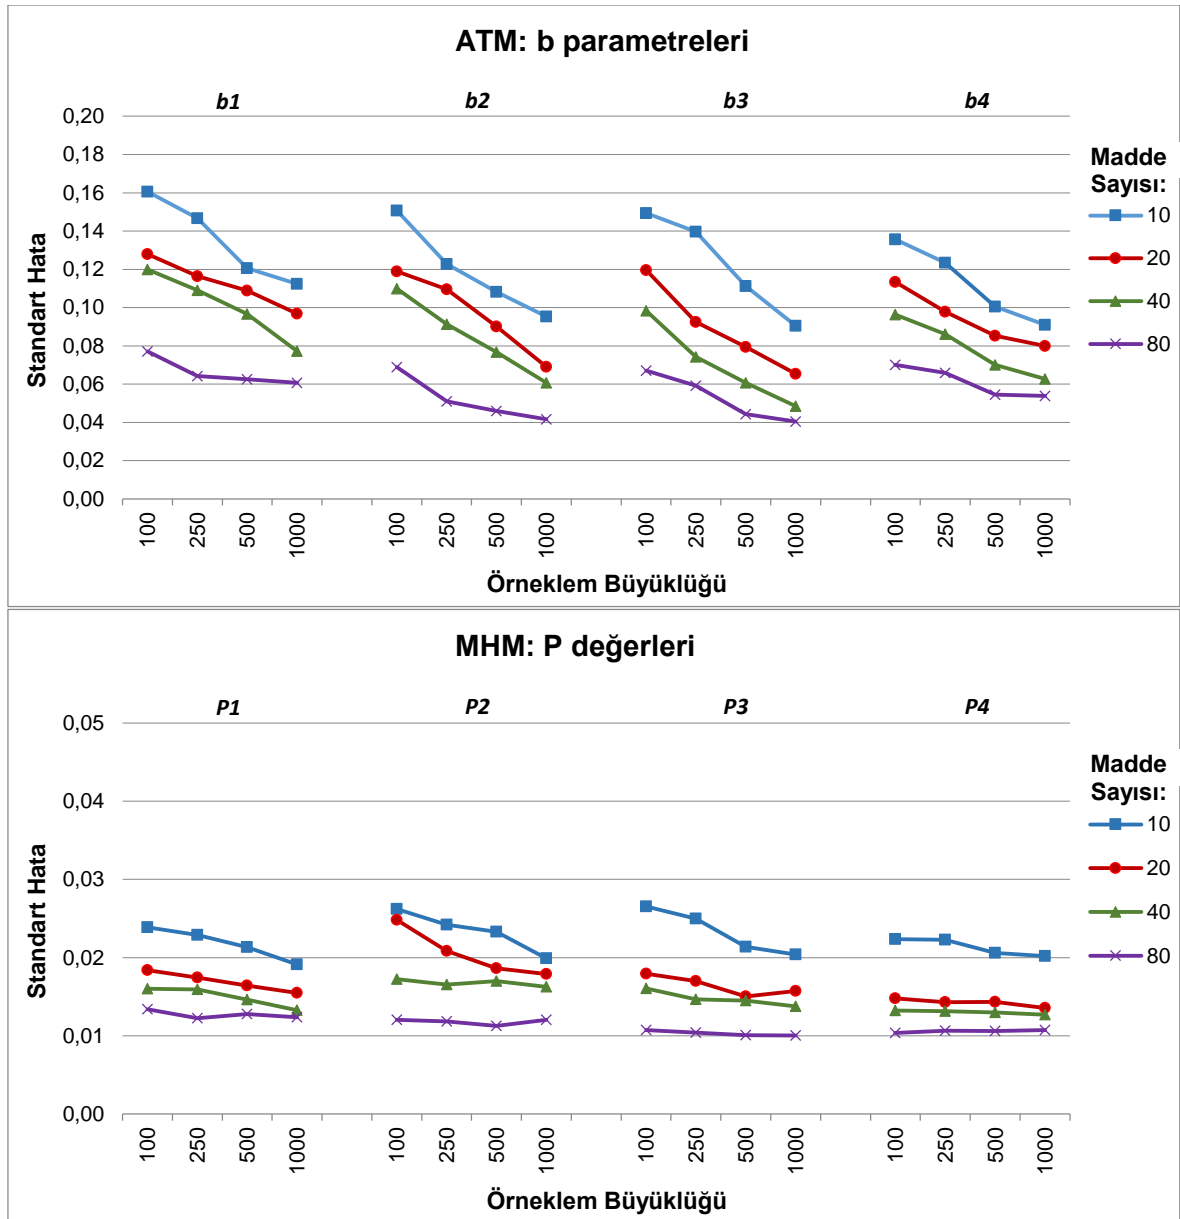 ATM: b parametreleri
b1 b2 b3 b4
0,20
0,18
0,16
0,14
0,12
0,10
0,08
0,06
0,04
0,02
0,00
Standart Hata
100 250 500 1000 100 250 500 1000 100 250 500 1000 100 250 500 1000
Örneklem Büyüklüğü
Madde
Sayısı:
10
20
40
80
MHM: P değerleri
P1 P2 P3 P4
0,05
0,04
0,03
0,02
0,01
0,00
Standart Hata
100 250 500 1000 100 250 500 1000 100 250 500 1000 100 250 500 1000
Örneklem Büyüklüğü
Madde
Sayısı:
10
20
40
80